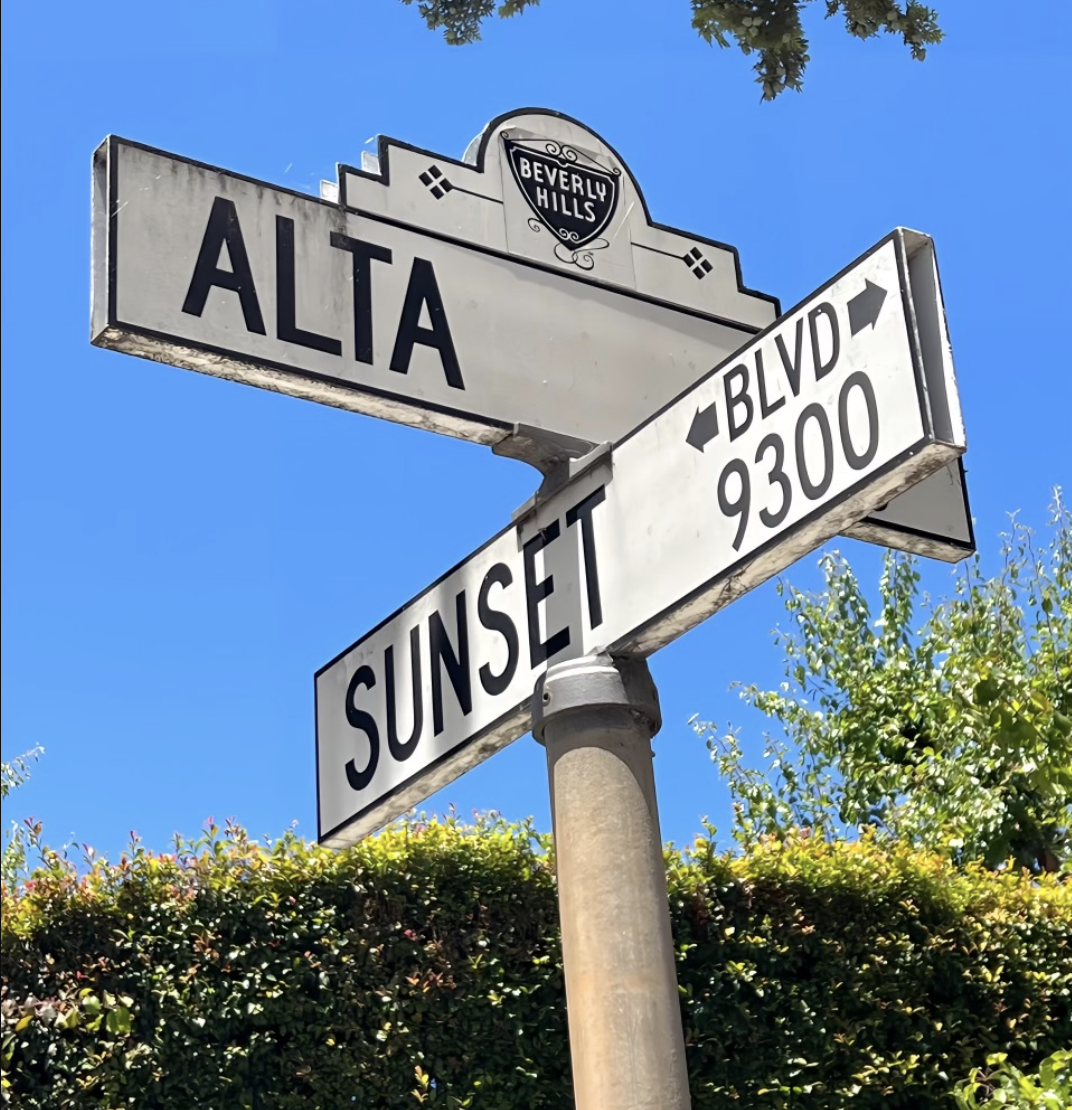 BEVERLY
HILLS
ALTA
SUNSET BLVD
9300